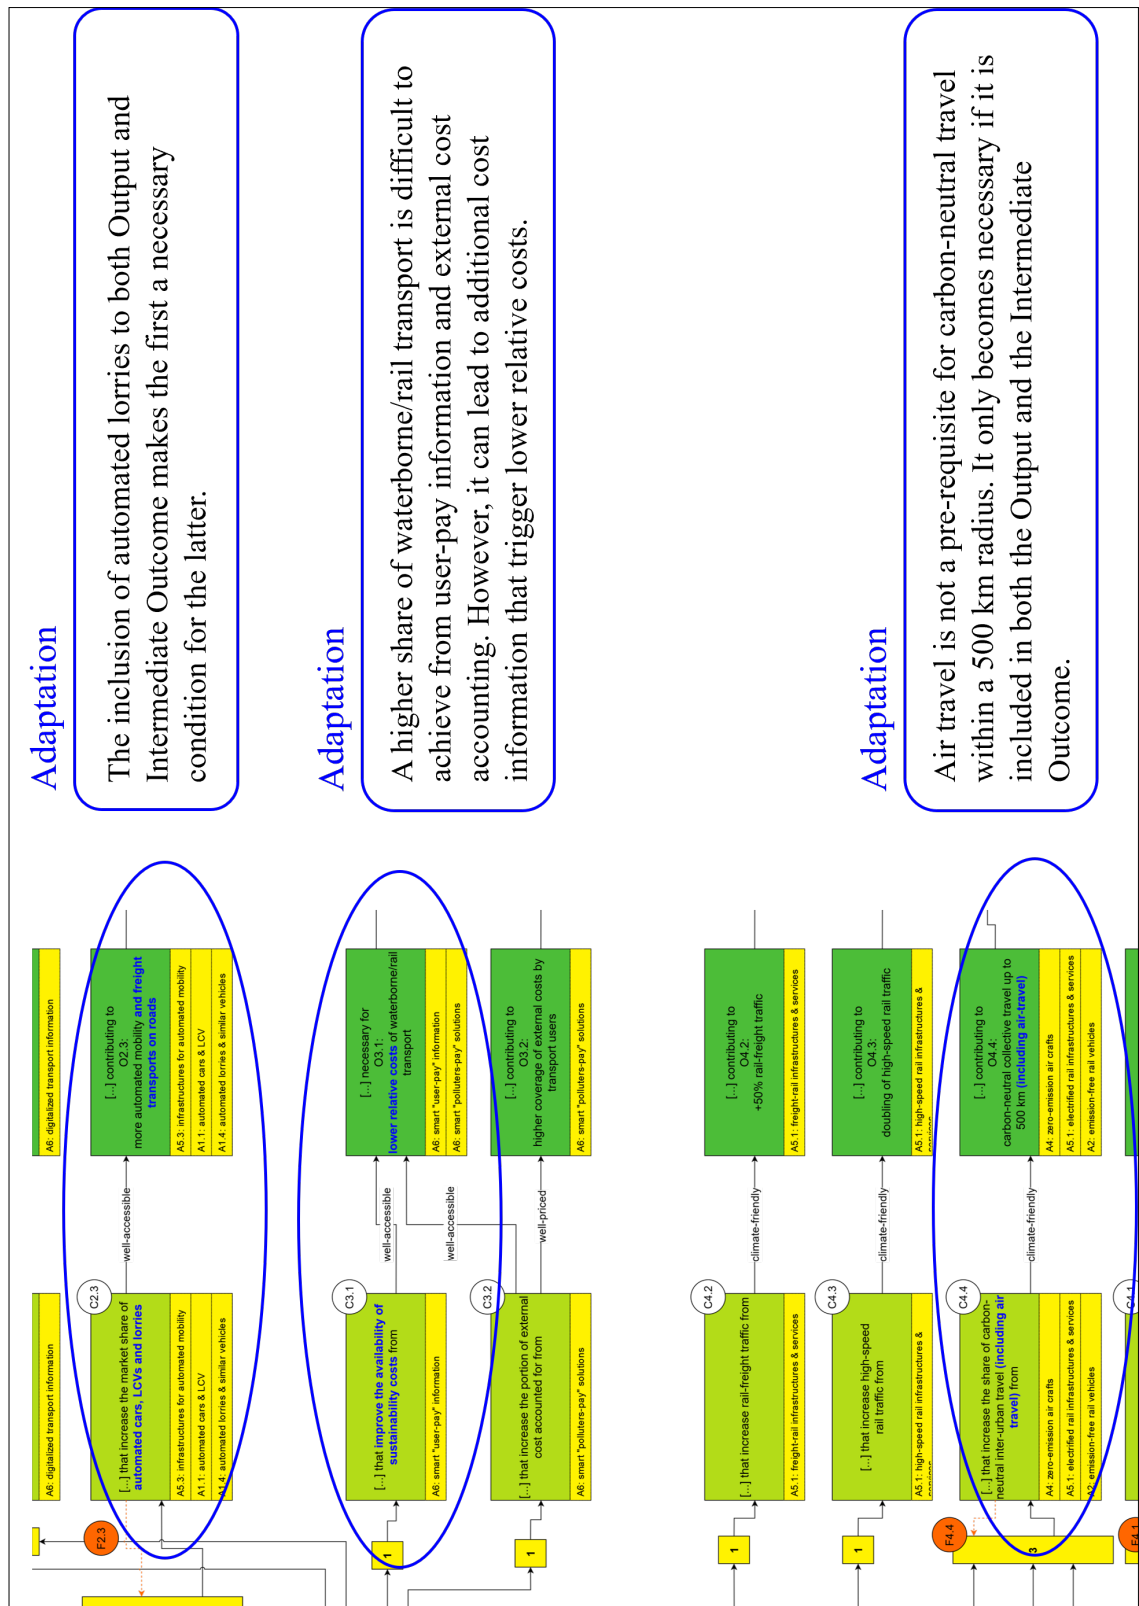 A6: digitalized transport information
A6: digitalized transport information
Adaptation
F2.3
C2.3
[...] that increase the market share of
automated cars, LCVs and lorries
A5.3: infrastructures for automated mobility
A1.1: automated cars & LCV
A1.4: automated lorries & similar vehicles
well-accessible
[...] contributing to
O2.3:
more automated mobility and freight
transports on roads
A5.3: infrastructures for automated mobility
A1.1: automated cars & LCV
A1.4: automated lorries & similar vehicles
The inclusion of automated lorries to both Output and
Intermediate Outcome makes the first a necessary
condition for the latter.
Adaptation
1
C3.1
[...] that improve the availability of
sustainability costs from
A6: smart "user-pay" information
well-accessible
well-accessible
[...] necessary for
O3.1:
lower relative costs of waterborne/rail
transport
A6: smart "user-pay" information
A6: smart "polluters-pay" solutions
A higher share of waterborne/rail transport is difficult to
achieve from user-pay information and external cost
accounting. However, it can lead to additional cost
information that trigger lower relative costs.
1
C3.2
[...] that increase the portion of external
cost accounted for from
A6: smart "polluters-pay" solutions
well-priced
[...] contributing to
O3.2:
higher coverage of external costs by
transport users
A6: smart "polluters-pay" solutions
1
C4.2
[...] that increase rail-freight traffic from
A5.1: freight-rail infrastructures & services
climate-friendly
[...] contributing to
O4.2:
+50% rail-freight traffic
A5.1: freight-rail infrastructures & services
1
C4.3
[...] that increase high-speed
rail traffic from
A5.1: high-speed rail infrastructures &
climate-friendly
[...] contributing to
O4.3:
doubling of high-speed rail traffic
A5.1: high-speed rail infrastructures &
Adaptation
F4.4
3
C4.4
[...] that increase the share of carbon-
neutral inter-urban travel (including air
travel) from
A4: zero-emission air crafts
A5.1: electrified rail infrastructures & services
A2: emission-free rail vehicles
climate-friendly
[...] contributing to
O4.4:
carbon-neutral collective travel up to
500 km (including air-travel)
A4: zero-emission air crafts
A5.1: electrified rail infrastructures & services
A2: emission-free rail vehicles
Air travel is not a pre-requisite for carbon-neutral travel
within a 500 km radius. It only becomes necessary if it is
included in both the Output and the Intermediate
Outcome.
F4.1
C4.1